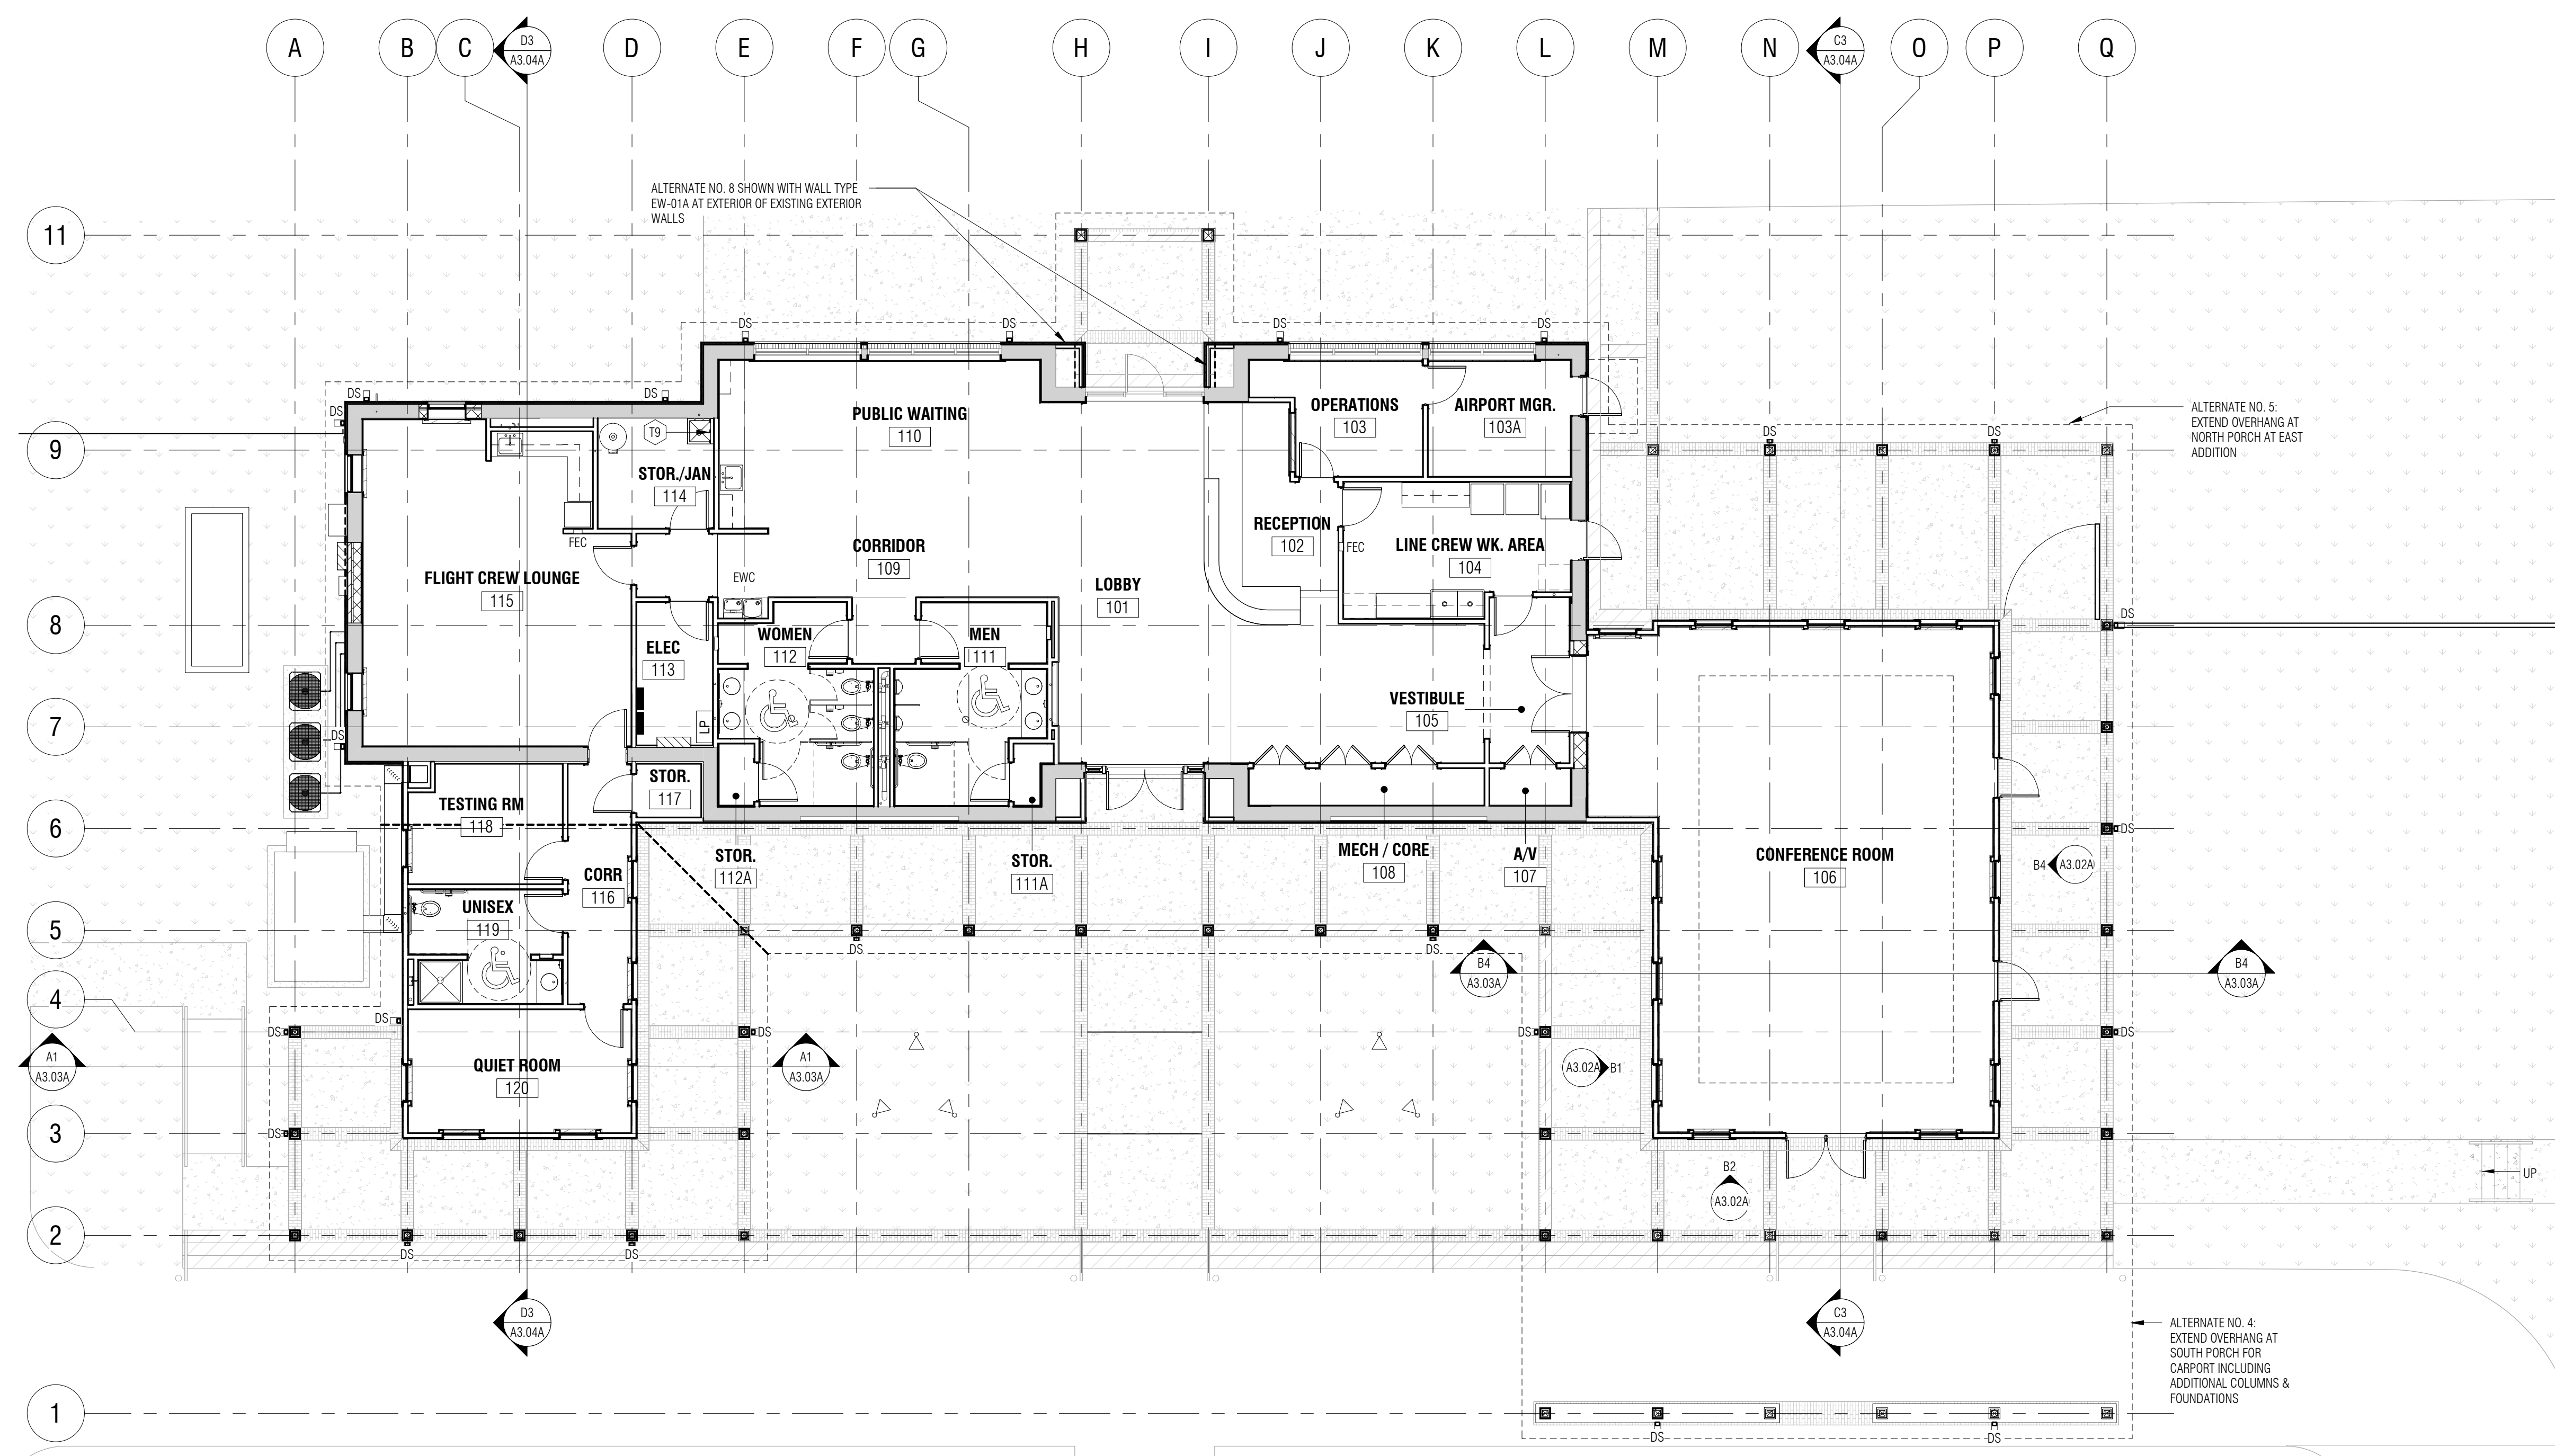 A
B
C
D3
A3.04A
D
E
F
G
H
I
J
K
L
M
N
C3
A3.04A
O
P
Q
ALTERNATE NO. 8 SHOWN WITH WALL TYPE
EW-01A AT EXTERIOR OF EXISTING EXTERIOR
WALLS
11
DS
DS
DS
DS
DS
DS
DS
PUBLIC WAITING
110
OPERATIONS
103
AIRPORT MGR.
103A
ALTERNATE NO. 5:
EXTEND OVERHANG AT
NORTH PORCH AT EAST
ADDITION
9
T9
DS
DS
STOR./JAN
114
RECEPTION
102
FEC
FEC
CORRIDOR
109
LINE CREW WK. AREA
104
FLIGHT CREW LOUNGE
115
EWC
LOBBY
101
8
DS
WOMEN
112
MEN
111
ELEC
113
VESTIBULE
105
7
DS
LP
STOR.
117
TESTING RM
118
6
DS
STOR.
112A
STOR.
111A
MECH / CORE
108
A/V
107
CONFERENCE ROOM
106
B4
A3.02A
CORR
116
UNISEX
119
5
DS
DS
B4
A3.03A
B4
A3.03A
4
DS
DS
DS
DS
DS
A1
A3.03A
A1
A3.03A
A3.02A
B1
QUIET ROOM
120
3
DS
B2
A3.02A
UP
2
DS
DS
D3
A3.04A
C3
A3.04A
ALTERNATE NO. 4:
EXTEND OVERHANG AT
SOUTH PORCH FOR
CARPORT INCLUDING
ADDITIONAL COLUMNS &
FOUNDATIONS
1
DS
DS